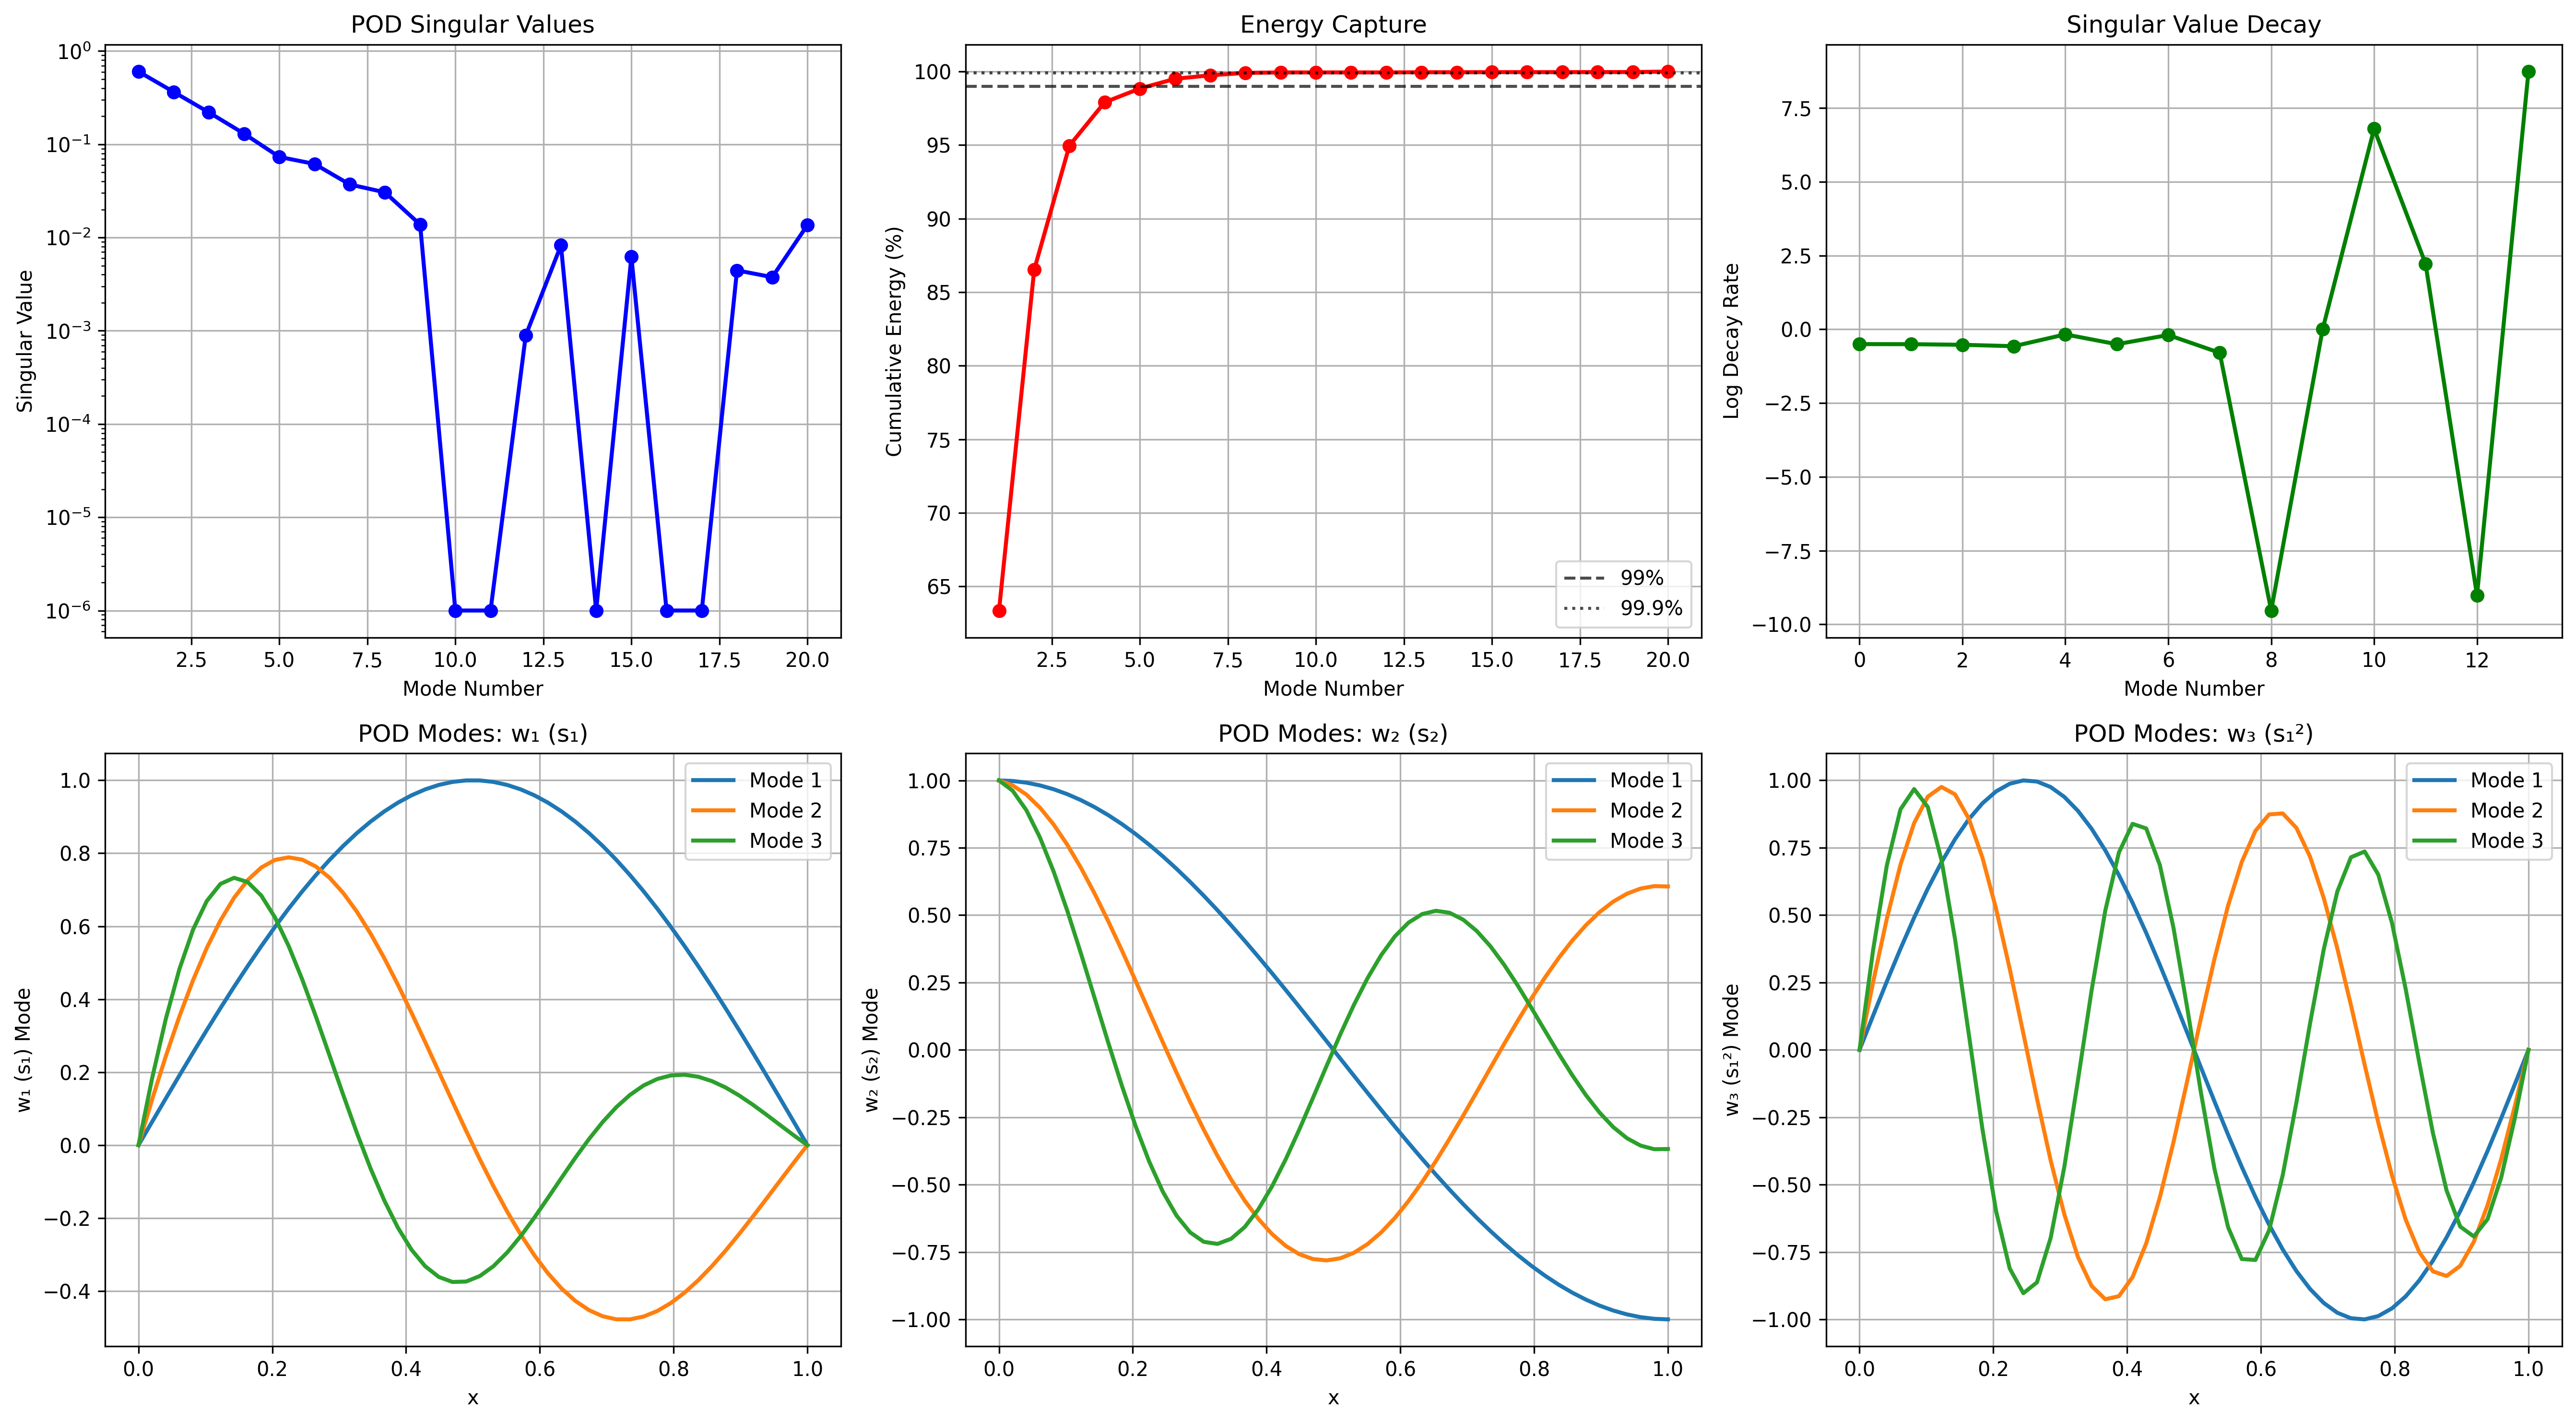 POD Singular Values
Singular Value
10⁰
10⁻¹
10⁻²
10⁻³
10⁻⁴
10⁻⁵
10⁻⁶
2.5 5.0 7.5 10.0 12.5 15.0 17.5 20.0
Mode Number
Energy Capture
Cumulative Energy (%)
100
95
90
85
80
75
70
65
99%
99.9%
2.5 5.0 7.5 10.0 12.5 15.0 17.5 20.0
Mode Number
Singular Value Decay
Log Decay Rate
7.5
5.0
2.5
0.0
−2.5
−5.0
−7.5
−10.0
0 2 4 6 8 10 12
Mode Number
POD Modes: w₁ (s₁)
w₁ (s₁) Mode
1.0
0.8
0.6
0.4
0.2
0.0
−0.2
−0.4
Mode 1
Mode 2
Mode 3
0.0 0.2 0.4 0.6 0.8 1.0
x
POD Modes: w₂ (s₂)
w₂ (s₂) Mode
1.00
0.75
0.50
0.25
0.00
−0.25
−0.50
−0.75
−1.00
Mode 1
Mode 2
Mode 3
0.0 0.2 0.4 0.6 0.8 1.0
x
POD Modes: w₃ (s₁²)
w₃ (s₁²) Mode
1.00
0.75
0.50
0.25
0.00
−0.25
−0.50
−0.75
−1.00
Mode 1
Mode 2
Mode 3
0.0 0.2 0.4 0.6 0.8 1.0
x